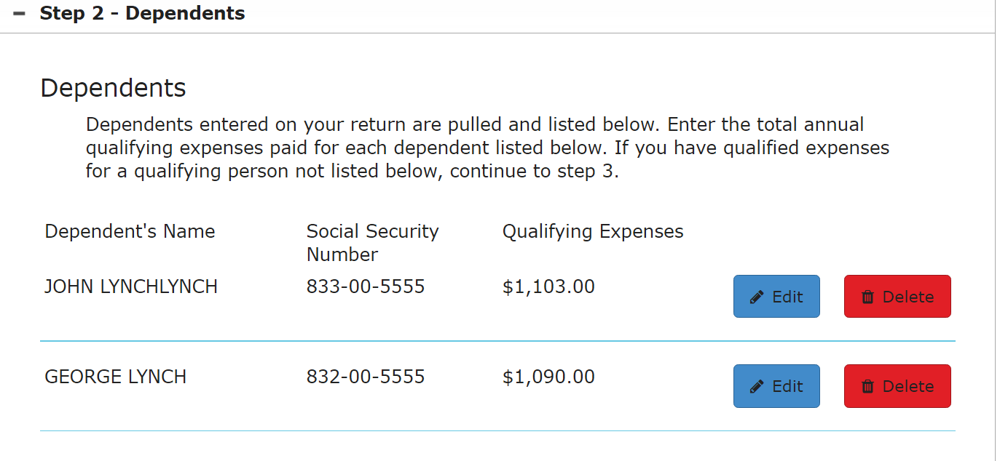 Step 2 - Dependents
Dependents
Dependents entered on your return are pulled and listed below. Enter the total annual
qualifying expenses paid for each dependent listed below. If you have qualified expenses
for a qualifying person not listed below, continue to step 3.
Dependent's Name Social Security Number Qualifying Expenses
JOHN LYNCHLYNCH 833-00-5555 $1,103.00 Edit Delete
GEORGE LYNCH 832-00-5555 $1,090.00 Edit Delete